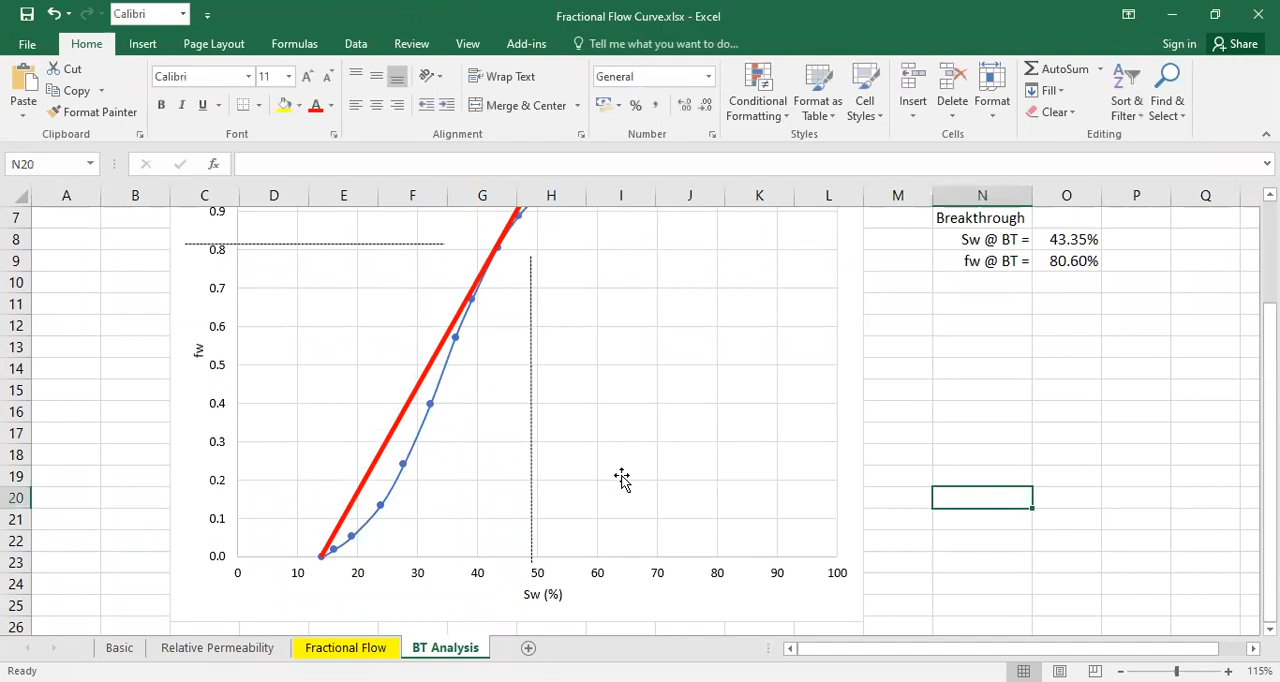 Calibri
Fractional Flow Curve.xlsx - Excel
File Home Insert Page Layout Formulas Data Review View Add-ins Tell me what you want to do... Sign in Share
Paste Cut Copy Format Painter
Calibri 11
B I U A A A
Wrap Text
Merge & Center
General
%
Conditional Formatting Format as Table Cell Styles
Insert Delete Format
AutoSum Fill Clear
Sort & Filter Find & Select
Clipboard Font Alignment Number Styles Cells Editing
N20 fx
A B C D E F G H I J K L M N O P Q
7 Breakthrough
8 Sw @ BT = 43.35%
9 fw @ BT = 80.60%
10
11
12
13
14
15
16
17
18
19
20
21
22
23
24
25
26
0.9
0.8
0.7
0.6
0.5
0.4
0.3
0.2
0.1
0.0
fw
0 10 20 30 40 50 60 70 80 90 100
Sw (%)
Basic Relative Permeability Fractional Flow BT Analysis
Ready 115%